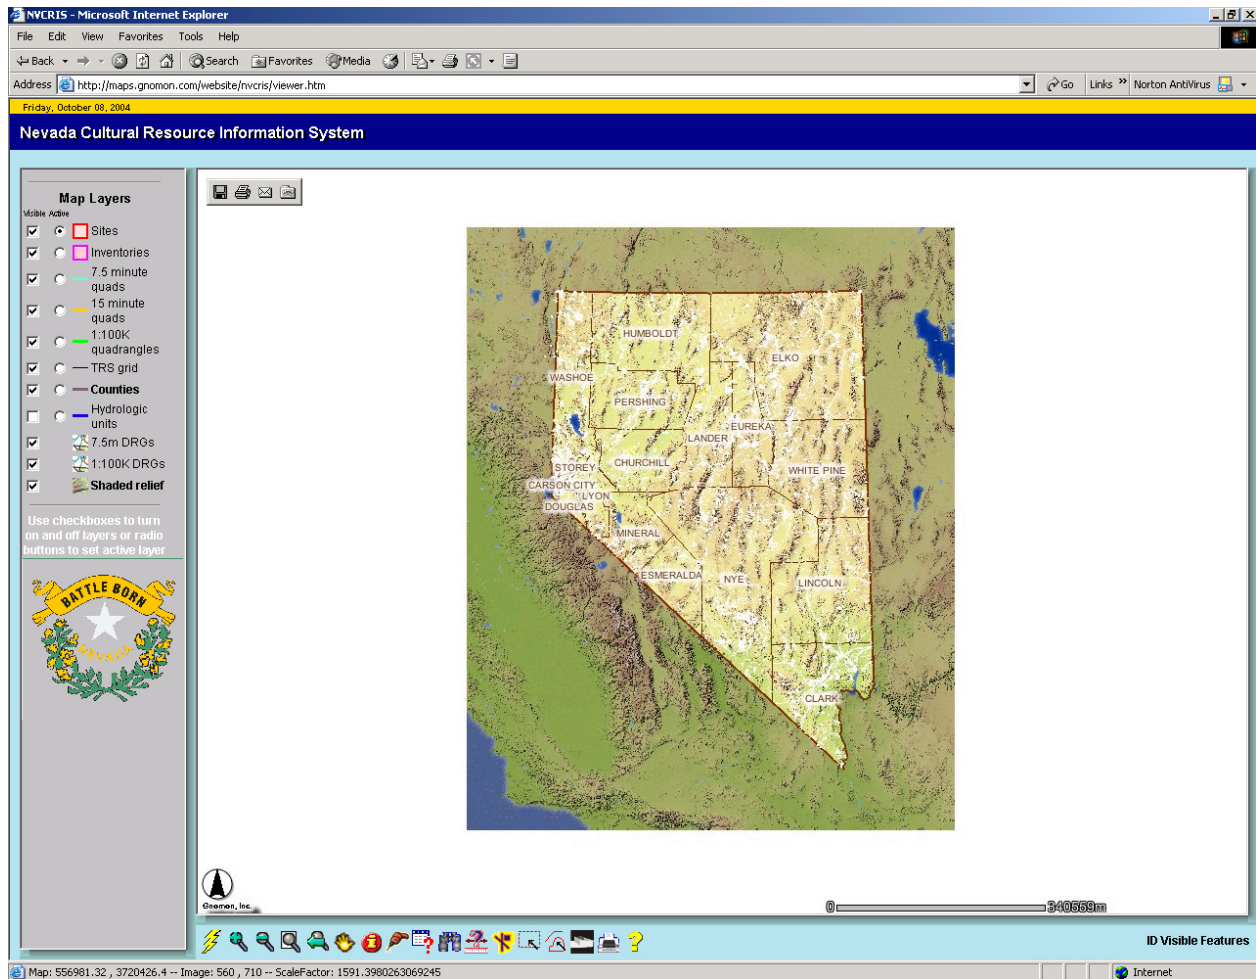 NVCRIS - Microsoft Internet Explorer
File Edit View Favorites Tools Help
Back Search Favorites Media
Address http://maps.gnomon.com/website/nvcris/viewer.htm Go Links » Norton AntiVirus
Friday, October 08, 2004
Nevada Cultural Resource Information System
Map Layers
Visible Active
Sites
Inventories
7.5 minute
quads
15 minute
quads
1:100K
quadrangles
TRS grid
Counties
Hydrologic
units
7.5m DRGs
1:100K DRGs
Shaded relief
Use checkboxes to turn
on and off layers or radio
buttons to set active layer
BATTLE BORN
NEVADA
HUMBOLDT
ELKO
WASHOE
PERSHING
EUREKA
LANDER
CHURCHILL
STOREY
WHITE PINE
CARSON CITY
LYON
DOUGLAS
MINERAL
ESMERALDA
NYE
LINCOLN
CLARK
Gnomon, Inc.
0 340559m
ID Visible Features
Map: 556981.32 , 3720426.4 -- Image: 560 , 710 -- ScaleFactor: 1591.3980263069245
Internet